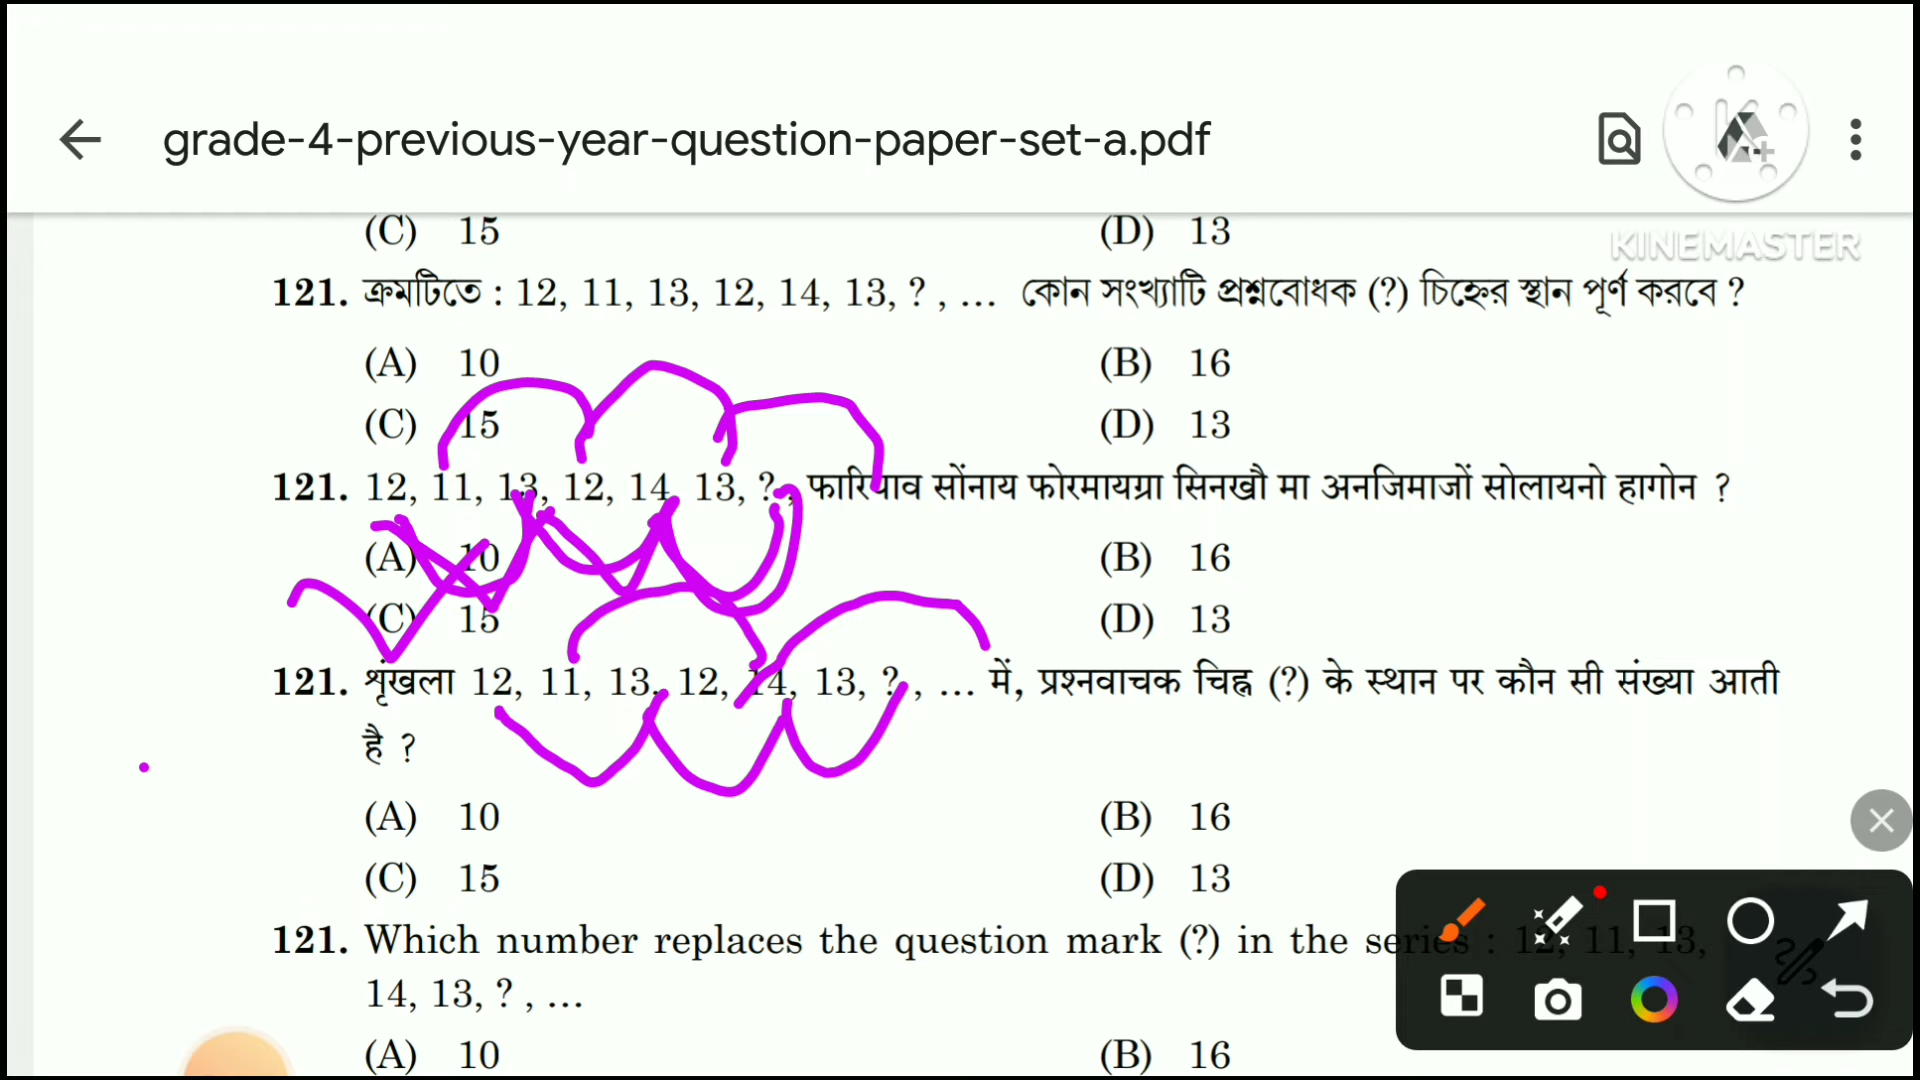 grade-4-previous-year-question-paper-set-a.pdf
KINEMASTER
(C) 15 (D) 13
121. ক্রমটিতে : 12, 11, 13, 12, 14, 13, ? , ... কোন সংখ্যাটি প্রশ্নবোধক (?) চিহ্নের স্থান পূর্ণ করবে ?
(A) 10 (B) 16
(C) 15 (D) 13
121. 12, 11, 13, 12, 14, 13, ? , फारियाव सोंनाय फोरमायग्रा सिनखौ मा अनजिमाजों सोलायनो हागोन ?
(A) 10 (B) 16
(C) 15 (D) 13
121. शृंखला 12, 11, 13, 12, 14, 13, ? , ... में, प्रश्नवाचक चिह्न (?) के स्थान पर कौन सी संख्या आती
है ?
(A) 10 (B) 16
(C) 15 (D) 13
121. Which number replaces the question mark (?) in the series : 12, 11, 13,
14, 13, ? , ...
(A) 10 (B) 16